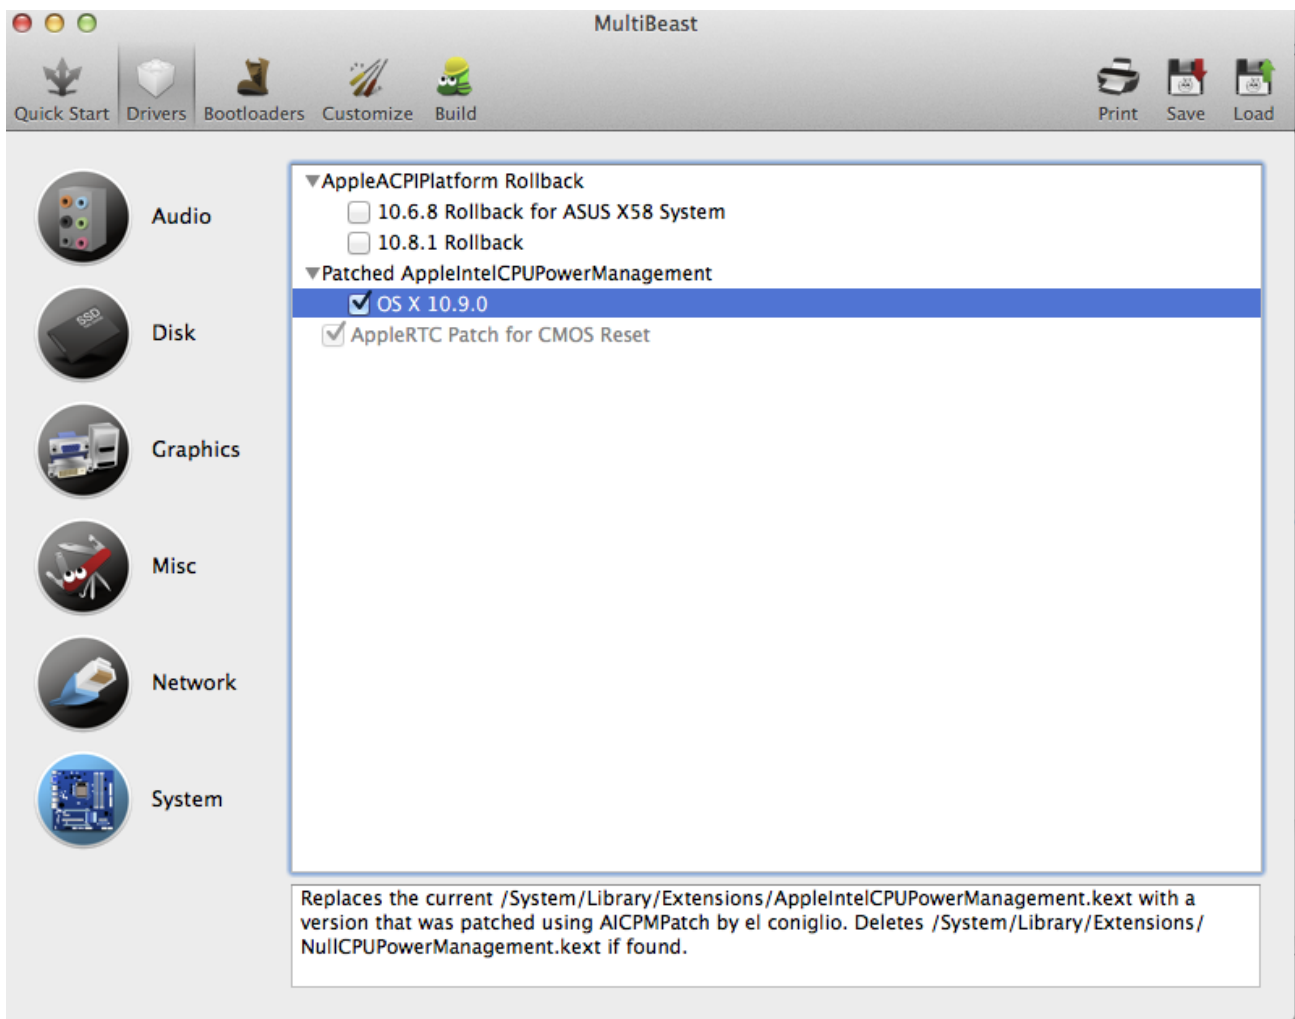 MultiBeast
Quick Start
Drivers
Bootloaders
Customize
Build
Print
Save
Load
Audio
Disk
Graphics
Misc
Network
System
SSD
AppleACPIPlatform Rollback
10.6.8 Rollback for ASUS X58 System
10.8.1 Rollback
Patched AppleIntelCPUPowerManagement
OS X 10.9.0
AppleRTC Patch for CMOS Reset
Replaces the current /System/Library/Extensions/AppleIntelCPUPowerManagement.kext with a
version that was patched using AICPMPatch by el coniglio. Deletes /System/Library/Extensions/
NullCPUPowerManagement.kext if found.